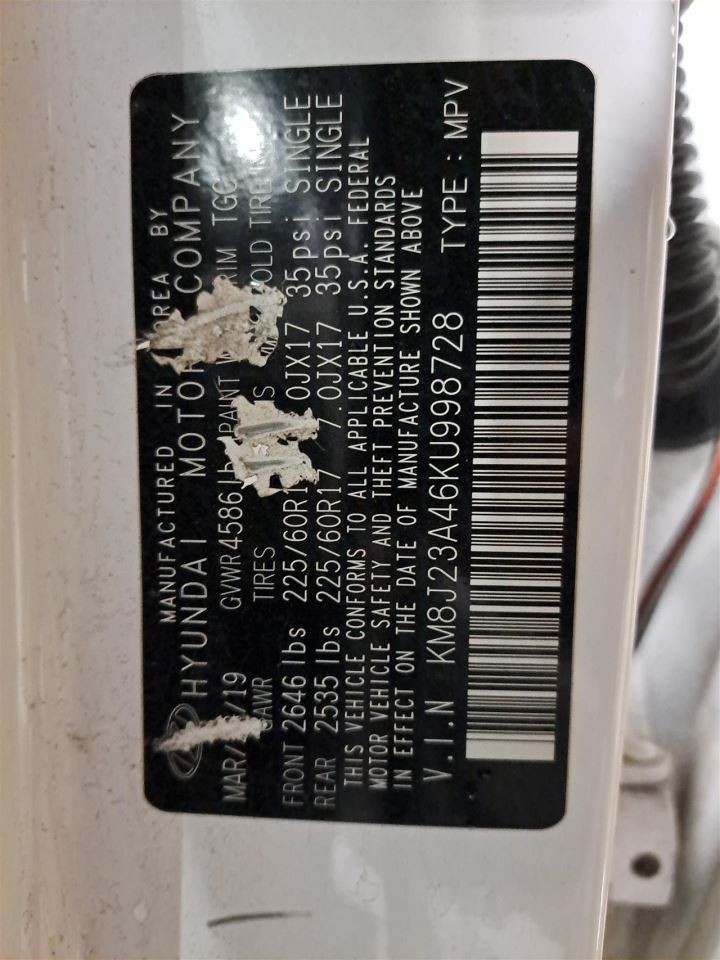 MANUFACTURED IN KOREA BY
HYUNDAI MOTOR COMPANY
MAR/ /19 GVWR 4586 lbs PAINT TRIM TGG
GAWR TIRES COLD TIRE
FRONT 2646 lbs 225/60R17 7.0JX17 35psi SINGLE
REAR 2535 lbs 225/60R17 7.0JX17 35psi SINGLE
THIS VEHICLE CONFORMS TO ALL APPLICABLE U.S.A. FEDERAL
MOTOR VEHICLE SAFETY AND THEFT PREVENTION STANDARDS
IN EFFECT ON THE DATE OF MANUFACTURE SHOWN ABOVE
V.I.N KM8J23A46KU998728 TYPE : MPV